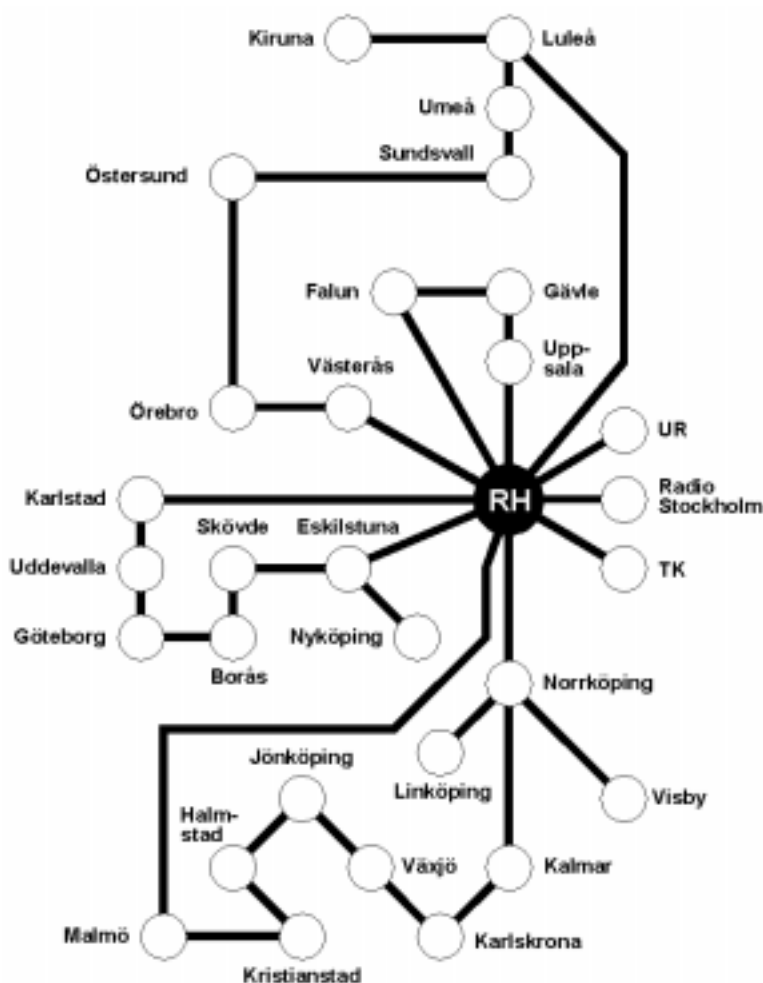 Kiruna
Luleå
Umeå
Sundsvall
Östersund
Falun
Gävle
Upp-
sala
Västerås
Örebro
UR
RH
Radio
Stockholm
Karlstad
Skövde
Eskilstuna
Uddevalla
TK
Göteborg
Nyköping
Borås
Norrköping
Jönköping
Linköping
Visby
Halm-
stad
Växjö
Kalmar
Malmö
Karlskrona
Kristianstad